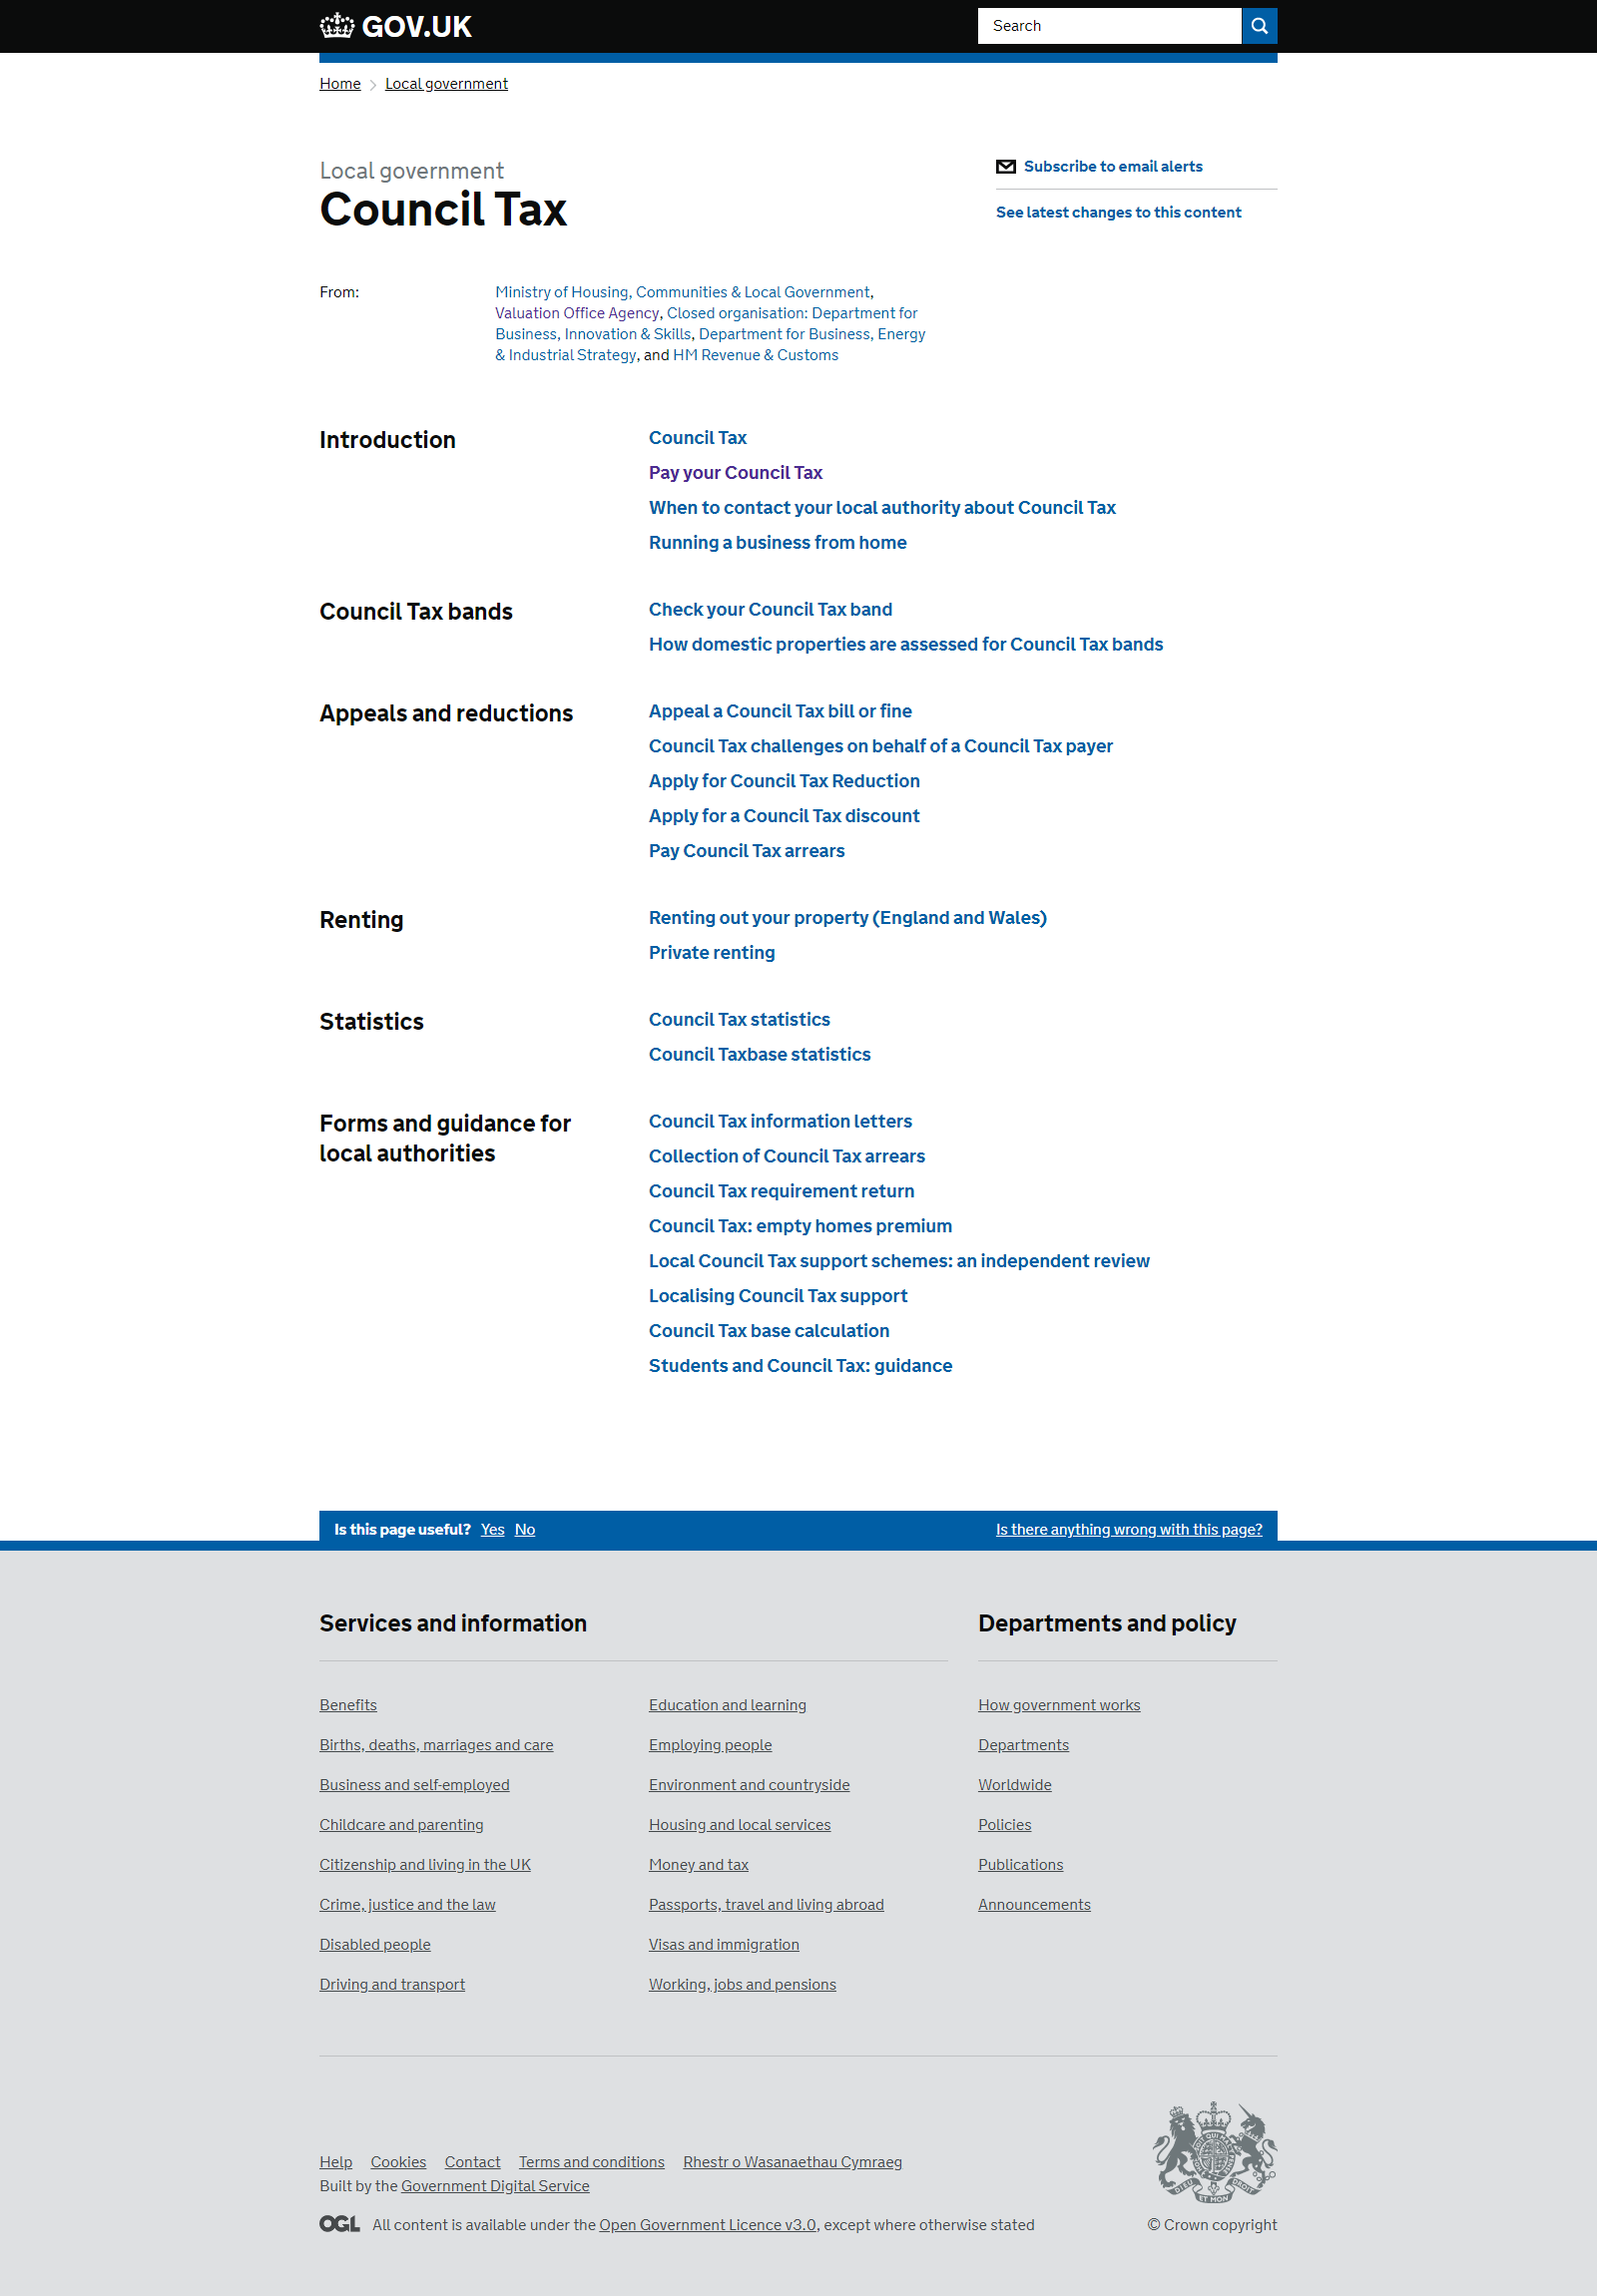 GOV.UK
Search
Home
Local government
Local government
Council Tax
Subscribe to email alerts
See latest changes to this content
From:
Ministry of Housing, Communities & Local Government,
Valuation Office Agency, Closed organisation: Department for
Business, Innovation & Skills, Department for Business, Energy
& Industrial Strategy, and HM Revenue & Customs
Introduction
Council Tax
Pay your Council Tax
When to contact your local authority about Council Tax
Running a business from home
Council Tax bands
Check your Council Tax band
How domestic properties are assessed for Council Tax bands
Appeals and reductions
Appeal a Council Tax bill or fine
Council Tax challenges on behalf of a Council Tax payer
Apply for Council Tax Reduction
Apply for a Council Tax discount
Pay Council Tax arrears
Renting
Renting out your property (England and Wales)
Private renting
Statistics
Council Tax statistics
Council Taxbase statistics
Forms and guidance for
local authorities
Council Tax information letters
Collection of Council Tax arrears
Council Tax requirement return
Council Tax: empty homes premium
Local Council Tax support schemes: an independent review
Localising Council Tax support
Council Tax base calculation
Students and Council Tax: guidance
Is this page useful? Yes No
Is there anything wrong with this page?
Services and information
Benefits
Births, deaths, marriages and care
Business and self-employed
Childcare and parenting
Citizenship and living in the UK
Crime, justice and the law
Disabled people
Driving and transport
Education and learning
Employing people
Environment and countryside
Housing and local services
Money and tax
Passports, travel and living abroad
Visas and immigration
Working, jobs and pensions
Departments and policy
How government works
Departments
Worldwide
Policies
Publications
Announcements
Help Cookies Contact Terms and conditions Rhestr o Wasanaethau Cymraeg
Built by the Government Digital Service
OGL All content is available under the Open Government Licence v3.0, except where otherwise stated
DIEU ET MON DROIT
© Crown copyright